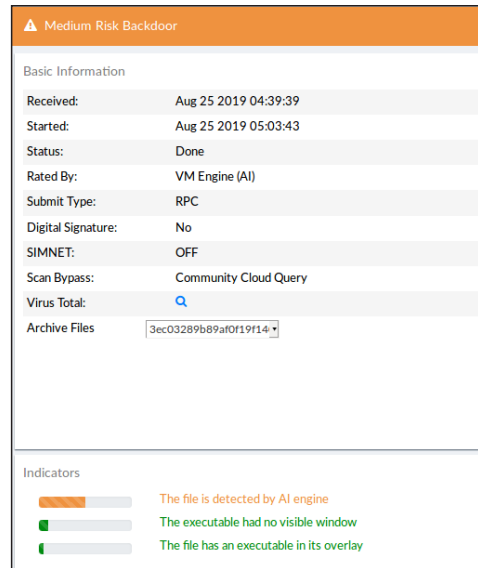 Medium Risk Backdoor
Basic Information
Received: Aug 25 2019 04:39:39
Started: Aug 25 2019 05:03:43
Status: Done
Rated By: VM Engine (AI)
Submit Type: RPC
Digital Signature: No
SIMNET: OFF
Scan Bypass: Community Cloud Query
Virus Total:
Archive Files 3ec03289b89af0f19f14
Indicators
The file is detected by AI engine
The executable had no visible window
The file has an executable in its overlay